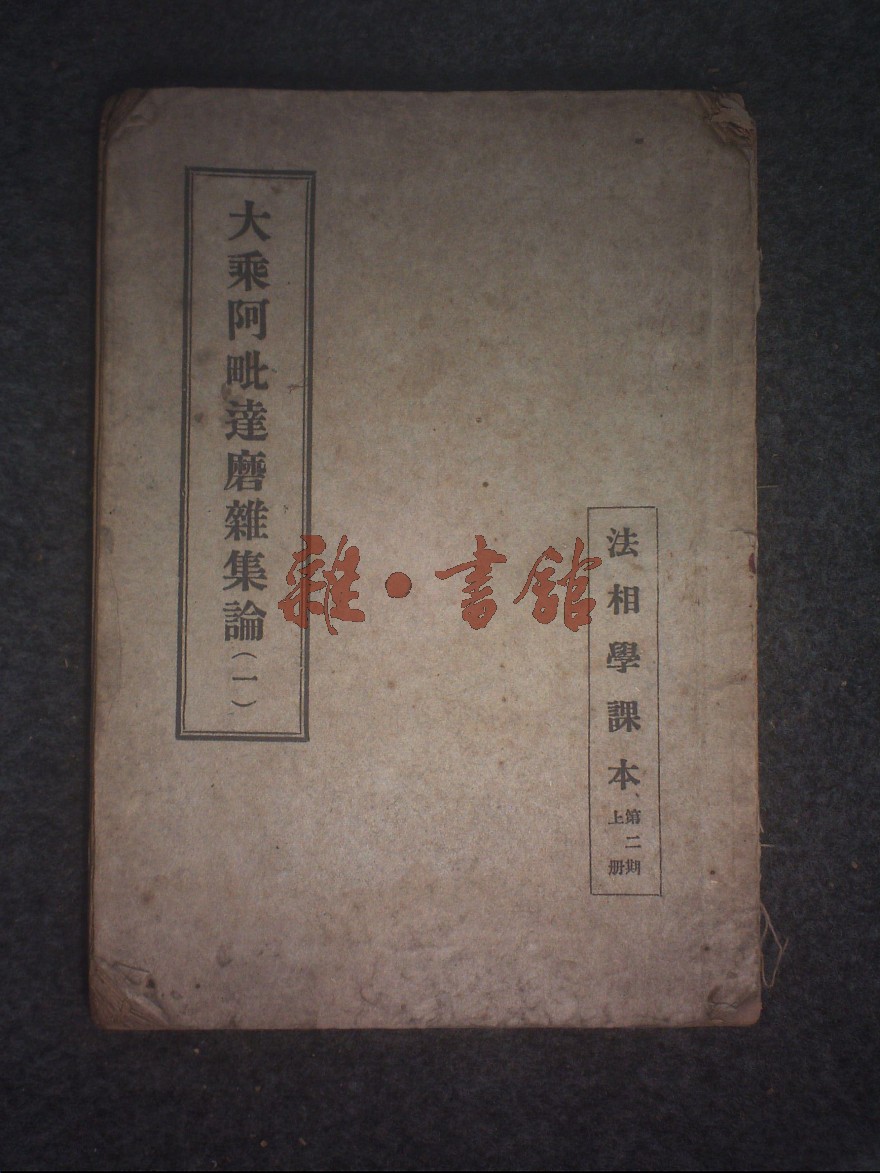 法相學課本、第二期
上册
大乘阿毗達磨雜集論(一)
雜·書館